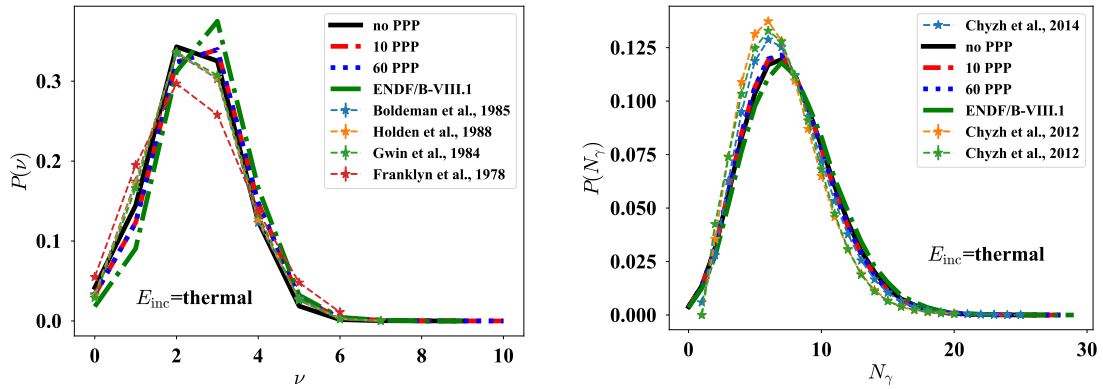 P(ν)
0.3
0.2
0.1
0.0
0
2
4
6
8
10
ν
no PPP
10 PPP
60 PPP
ENDF/B-VIII.1
Boldeman et al., 1985
Holden et al., 1988
Gwin et al., 1984
Franklyn et al., 1978
E_inc=thermal
P(N_γ)
0.125
0.100
0.075
0.050
0.025
0.000
0
10
20
30
N_γ
Chyzh et al., 2014
no PPP
10 PPP
60 PPP
ENDF/B-VIII.1
Chyzh et al., 2012
Chyzh et al., 2012
E_inc=thermal